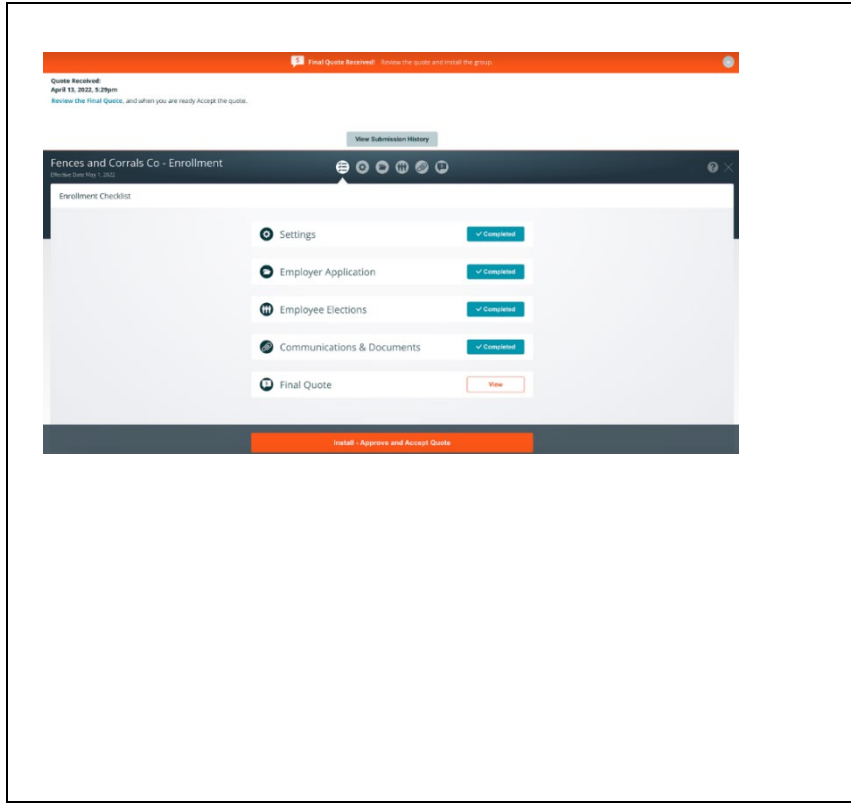 Final Quote Received! Review the quote and install the group.
Quote Received:
April 13, 2022, 5:29pm
Review the Final Quote, and when you are ready Accept the quote.
View Submission History
Fences and Corrals Co - Enrollment
Effective Date May 1, 2022
Enrollment Checklist
Settings
✓ Completed
Employer Application
✓ Completed
Employee Elections
✓ Completed
Communications & Documents
✓ Completed
Final Quote
View
Install - Approve and Accept Quote